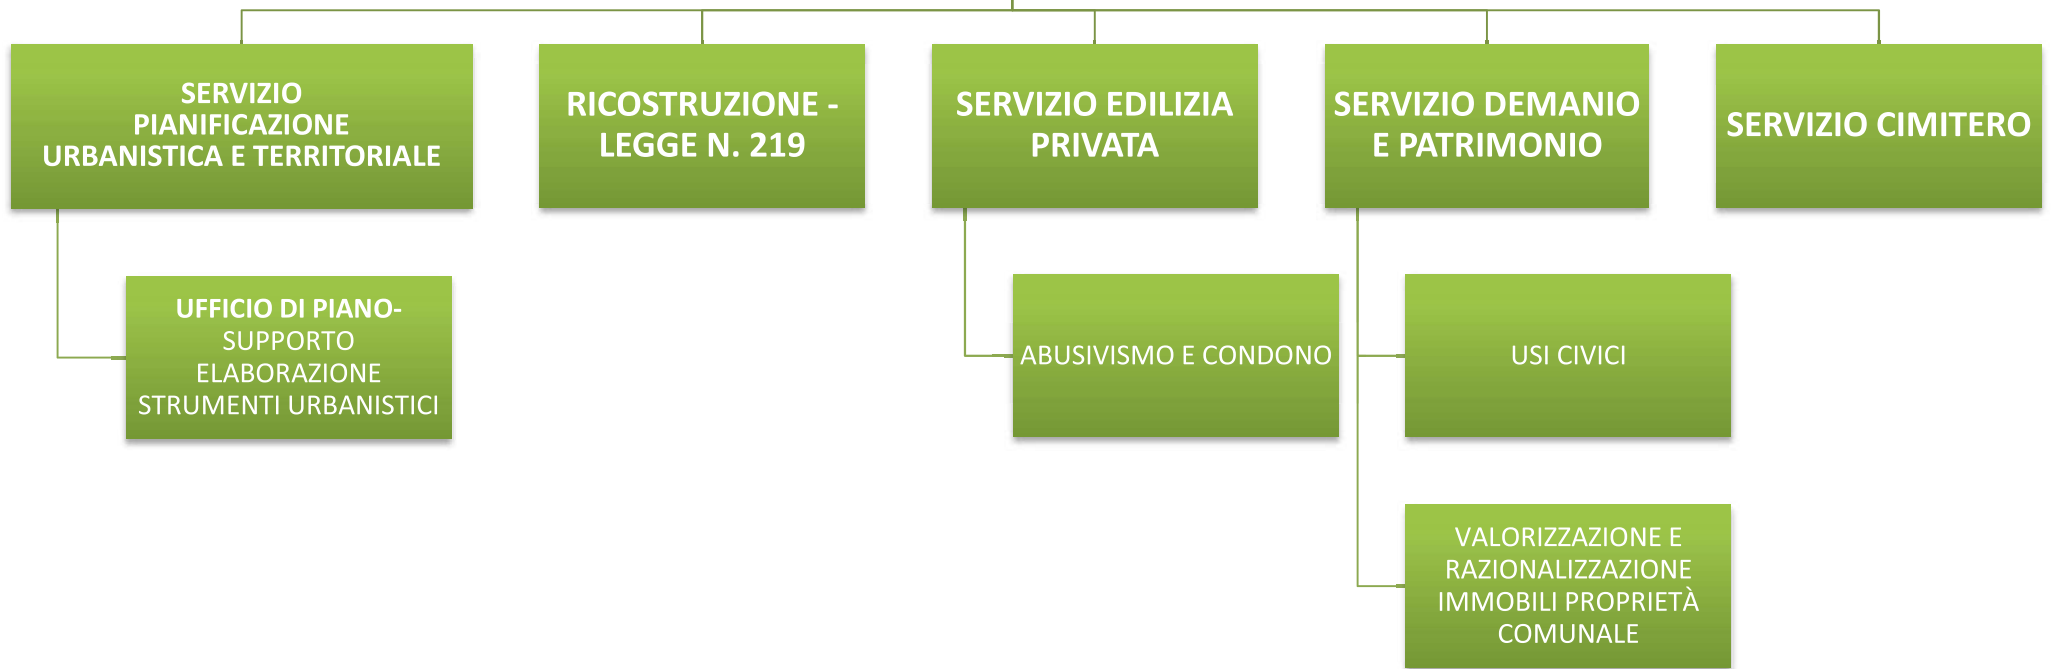 SERVIZIO
PIANIFICAZIONE
URBANISTICA E TERRITORIALE
RICOSTRUZIONE -
LEGGE N. 219
SERVIZIO EDILIZIA
PRIVATA
SERVIZIO DEMANIO
E PATRIMONIO
SERVIZIO CIMITERO
UFFICIO DI PIANO-
SUPPORTO
ELABORAZIONE
STRUMENTI URBANISTICI
ABUSIVISMO E CONDONO
USI CIVICI
VALORIZZAZIONE E
RAZIONALIZZAZIONE
IMMOBILI PROPRIETÀ
COMUNALE